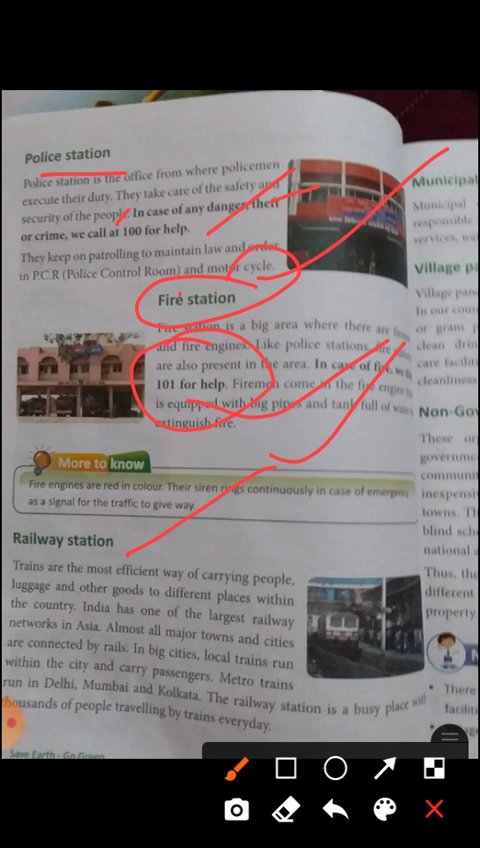 Police station
Police station is the office from where policemen
execute their duty. They take care of the safety and
security of the people. In case of any danger, theft
or crime, we call at 100 for help.
They keep on patrolling to maintain law and order
in P.C.R (Police Control Room) and motor cycle.
Fire station
Fire station is a big area where there are
and fire engines. Like police stations, fire
are also present in the area. In case of fire, we
101 for help. Firemen come in the fire engine
is equipped with big pipes and tank full of water
extinguish fire.
More to know
Fire engines are red in colour. Their siren rings continuously in case of emergency
as a signal for the traffic to give way.
Railway station
Trains are the most efficient way of carrying people,
luggage and other goods to different places within
the country. India has one of the largest railway
networks in Asia. Almost all major towns and cities
are connected by rails. In big cities, local trains run
within the city and carry passengers. Metro trains
run in Delhi, Mumbai and Kolkata. The railway station is a busy place with
thousands of people travelling by trains everyday.
Save Earth - Go Green
Municipal
Municipal
responsible
services, wa
Village pa
Village pan
In our coun
or gram p
clean drin
care faciliti
cleanliness
Non-Gov
These or
governme
communit
inexpensi
towns. Th
blind sch
national a
Thus, the
different
property
N
• There
faciliti